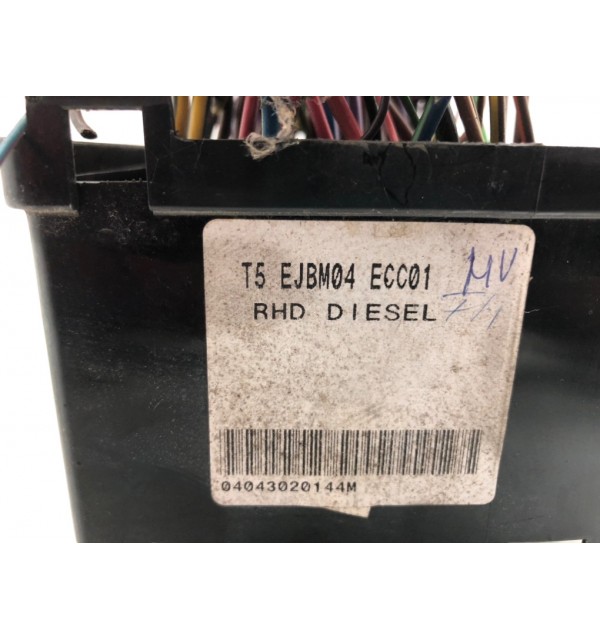 T5 EJBM04 ECC01 MV
RHD DIESEL
04043020144M